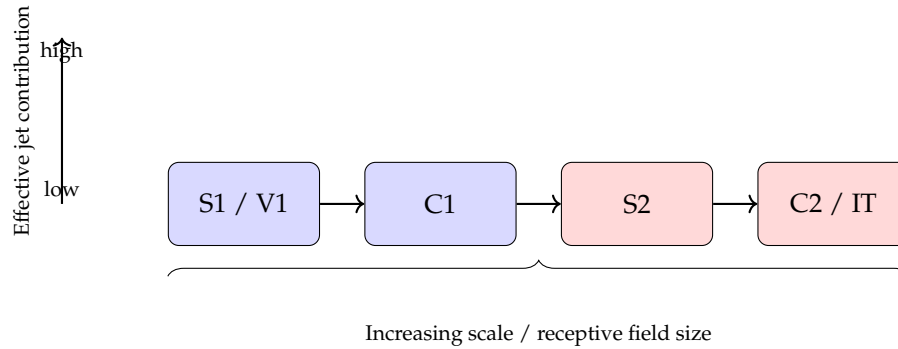 Effective jet contribution
high
low
S1 / V1
C1
S2
C2 / IT
Increasing scale / receptive field size